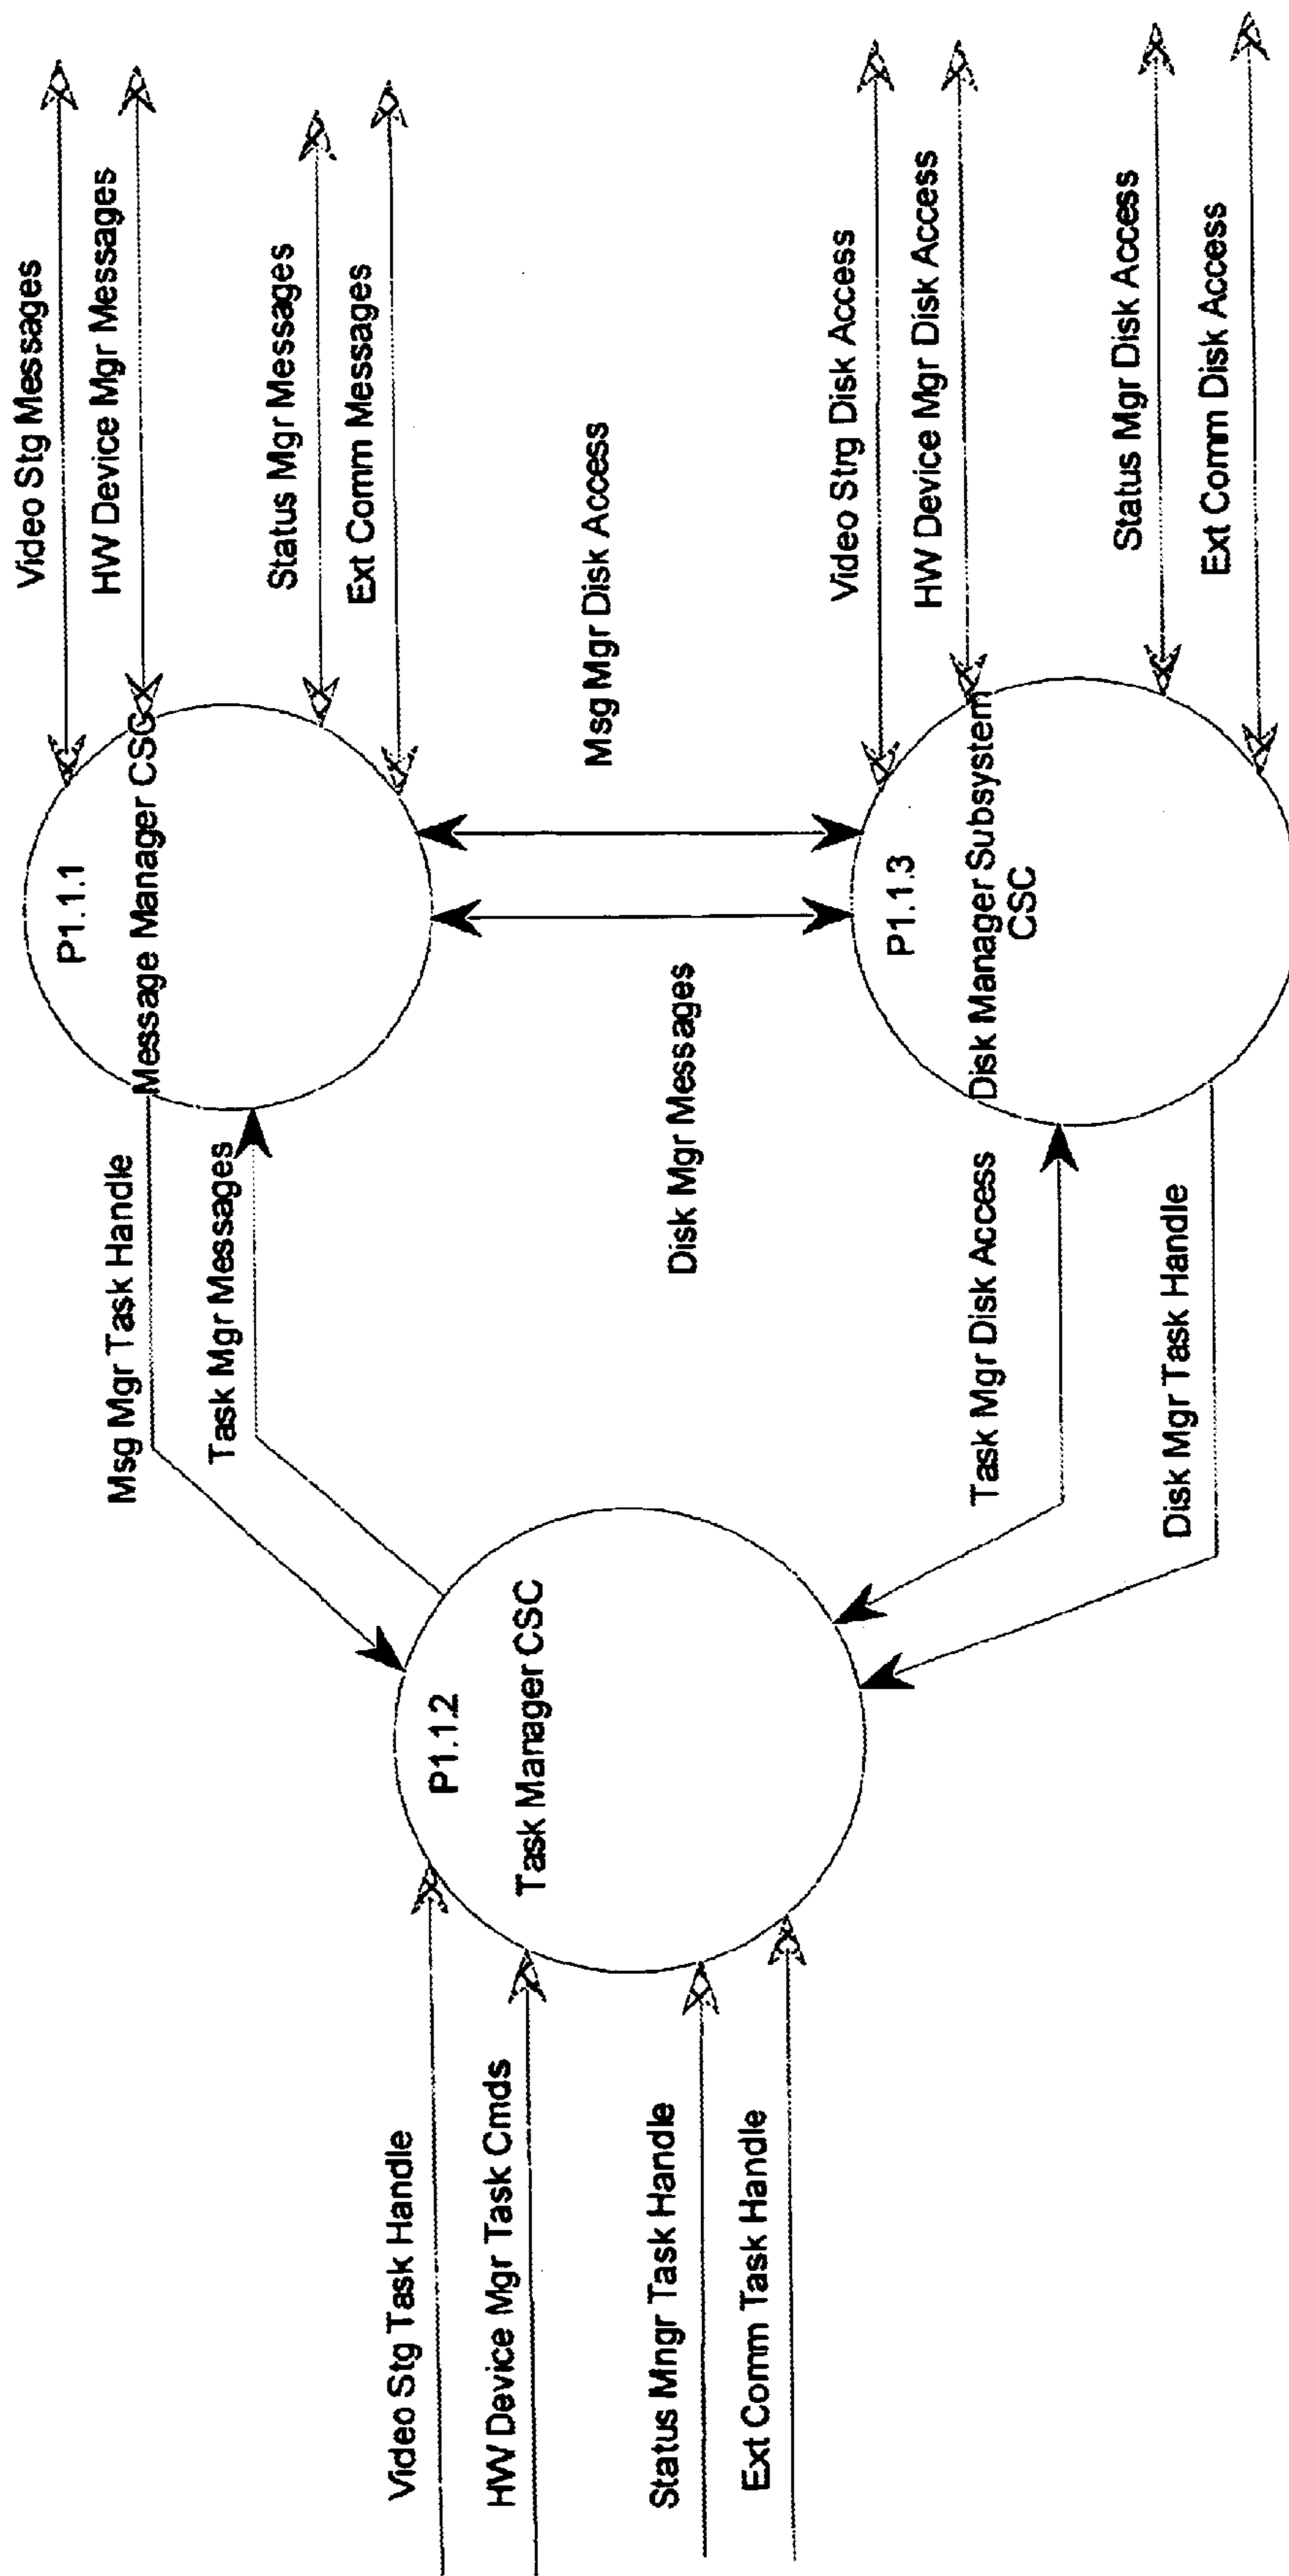 Video Stg Messages
HW Device Mgr Messages
Status Mgr Messages
Ext Comm Messages
P1.1.1
Message Manager CSC
Msg Mgr Task Handle
Task Mgr Messages
Msg Mgr Disk Access
Disk Mgr Messages
P1.1.2
Task Manager CSC
Video Stg Task Handle
HW Device Mgr Task Cmds
Status Mngr Task Handle
Ext Comm Task Handle
Video Strg Disk Access
HW Device Mgr Disk Access
Status Mgr Disk Access
Ext Comm Disk Access
P1.1.3
Disk Manager Subsystem
CSC
Task Mgr Disk Access
Disk Mgr Task Handle